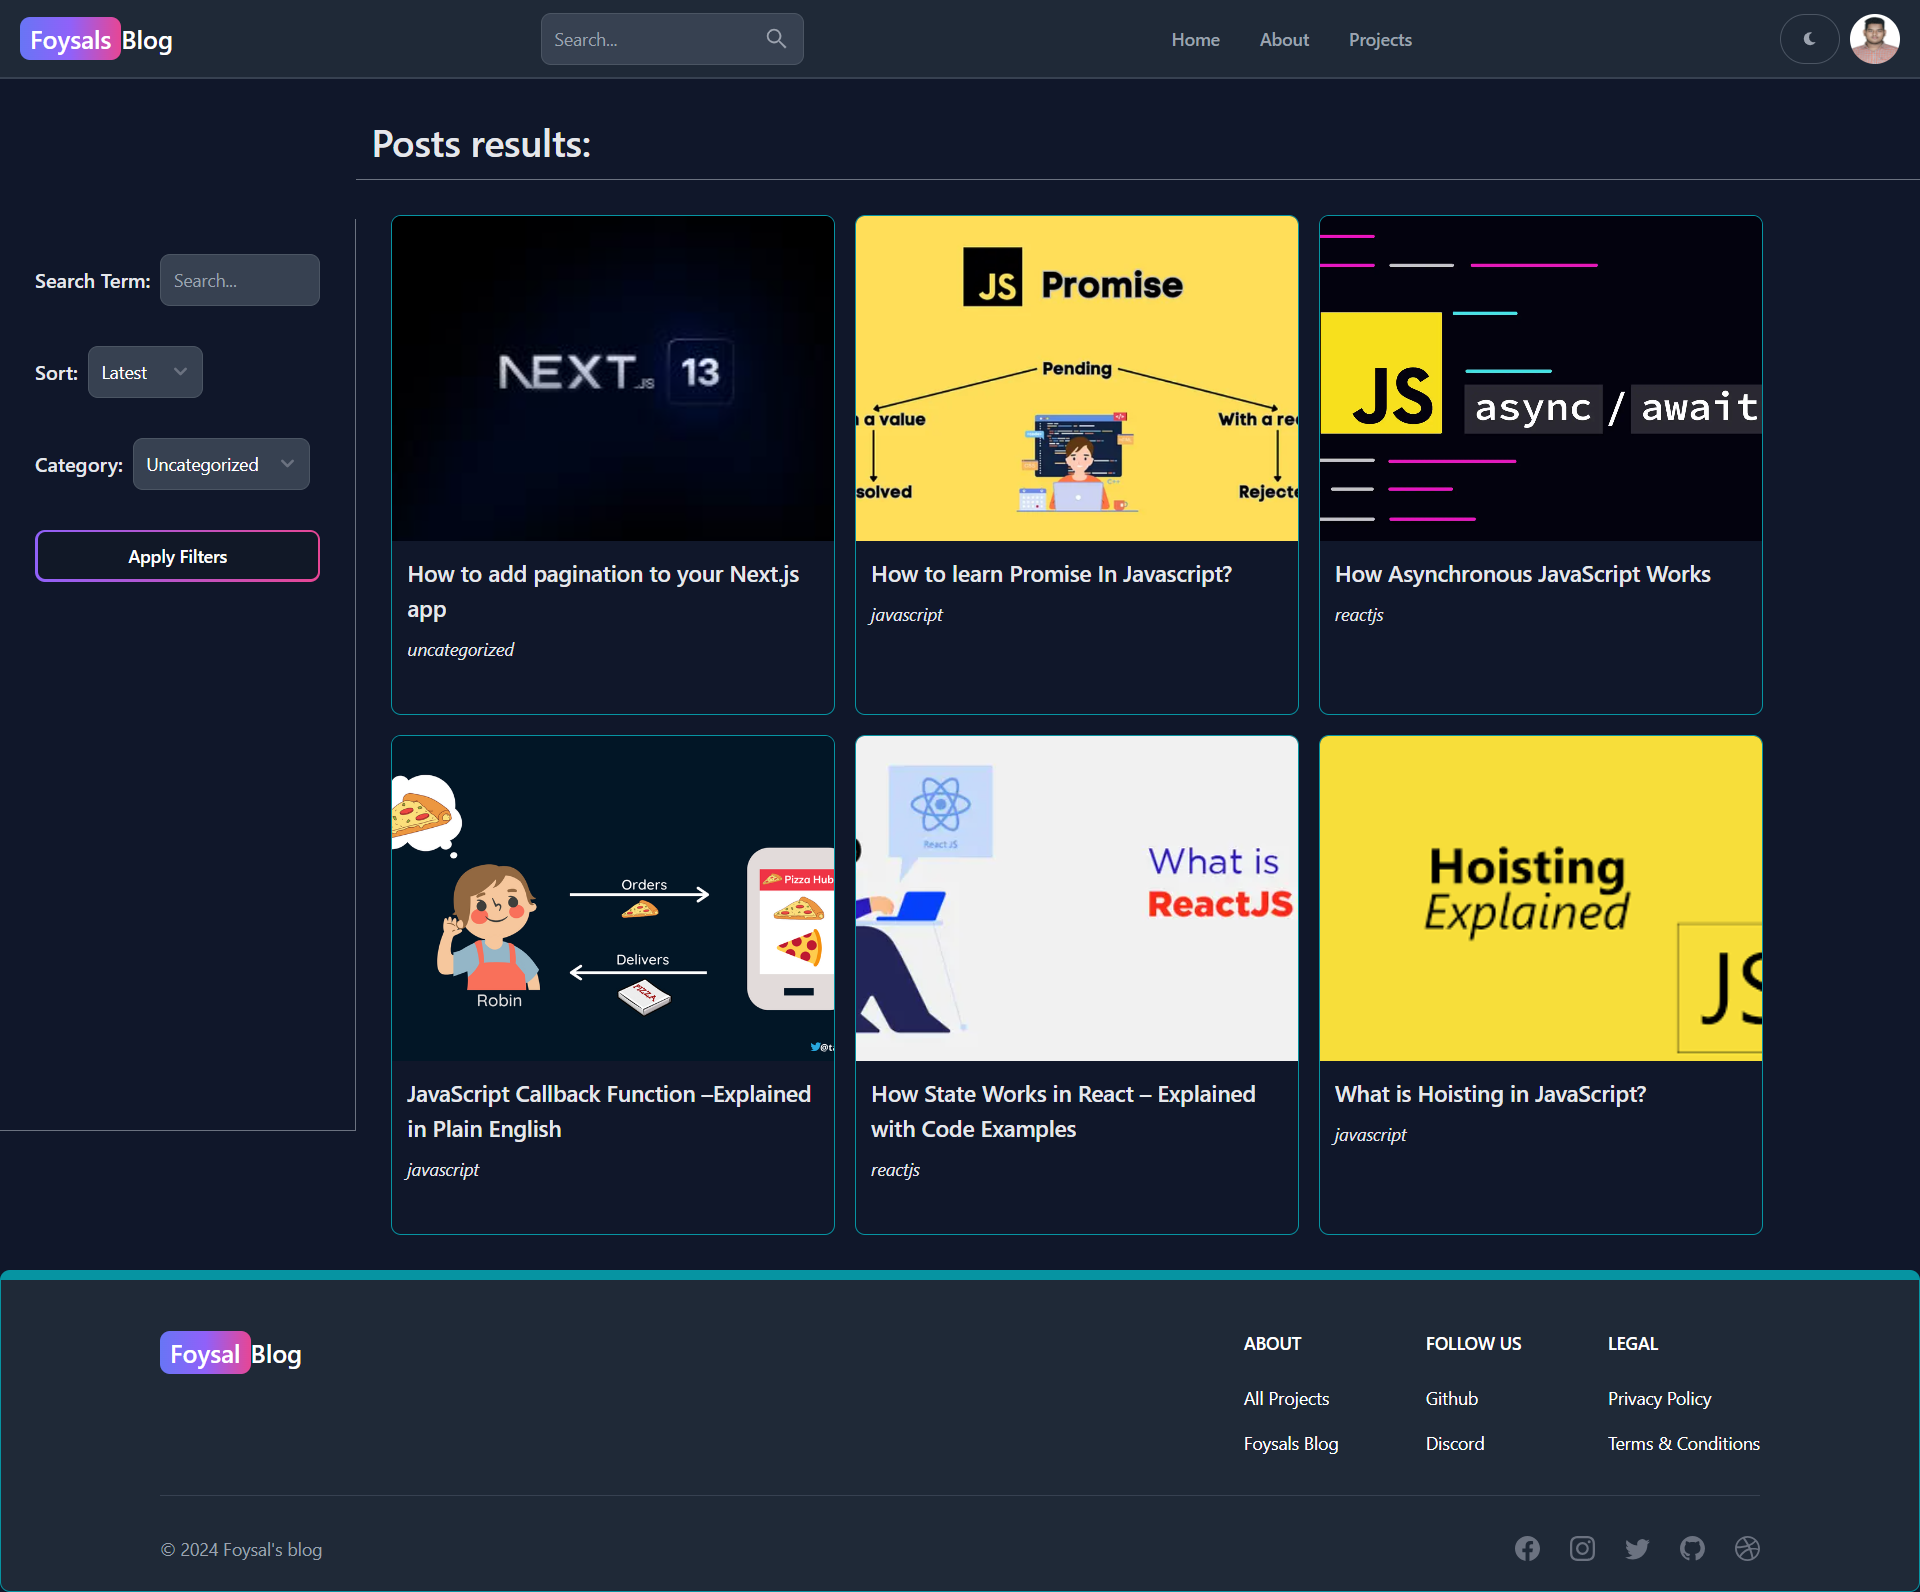 Foysals Blog
Search...
Home
About
Projects
Posts results:
Search Term:
Search...
Sort:
Latest
Category:
Uncategorized
Apply Filters
NEXT.JS 13
How to add pagination to your Next.js
app
uncategorized
JS Promise
Pending
a value
With a re
solved
Rejecte
How to learn Promise In Javascript?
javascript
JS async / await
How Asynchronous JavaScript Works
reactjs
Orders
Pizza Hub
Delivers
PIZZA
Robin
JavaScript Callback Function –Explained
in Plain English
javascript
React JS
What is
ReactJS
How State Works in React – Explained
with Code Examples
reactjs
Hoisting
Explained
JS
What is Hoisting in JavaScript?
javascript
Foysal Blog
ABOUT
All Projects
Foysals Blog
FOLLOW US
Github
Discord
LEGAL
Privacy Policy
Terms & Conditions
© 2024 Foysal's blog